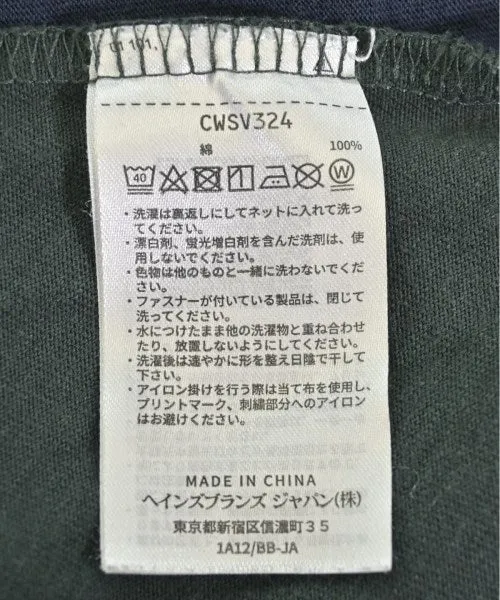 CWSV324
綿 100%
40 W
・洗濯は裏返しにしてネットに入れて洗っ
てください。
・漂白剤、蛍光増白剤を含んだ洗剤は、使
用しないでください。
・色物は他のものと一緒に洗わないでくだ
さい。
・ファスナーが付いている製品は、閉じて
洗ってください。
・水につけたまま他の洗濯物と重ね合わせ
たり、放置しないようにしてください。
・洗濯後は速やかに形を整え日陰で干して
下さい。
・アイロン掛けを行う際は当て布を使用し、
プリントマーク、刺繍部分へのアイロン
はお避けください。
MADE IN CHINA
ヘインズブランズ ジャパン(株)
東京都新宿区信濃町35
1A12/BB-JA